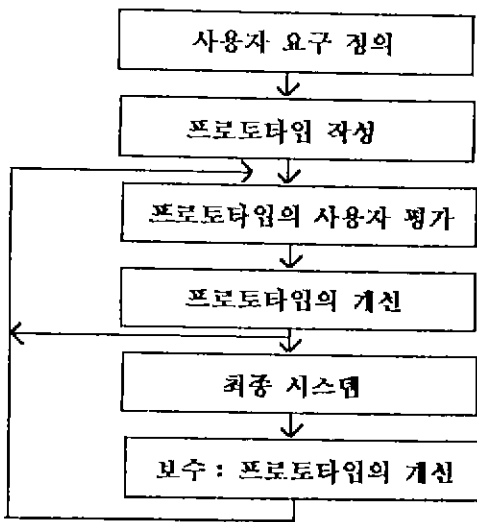 사용자 요구 정의
프로토타입 작성
프로토타입의 사용자 평가
프로토타입의 개선
최종 시스템
보수 : 프로토타입의 개선